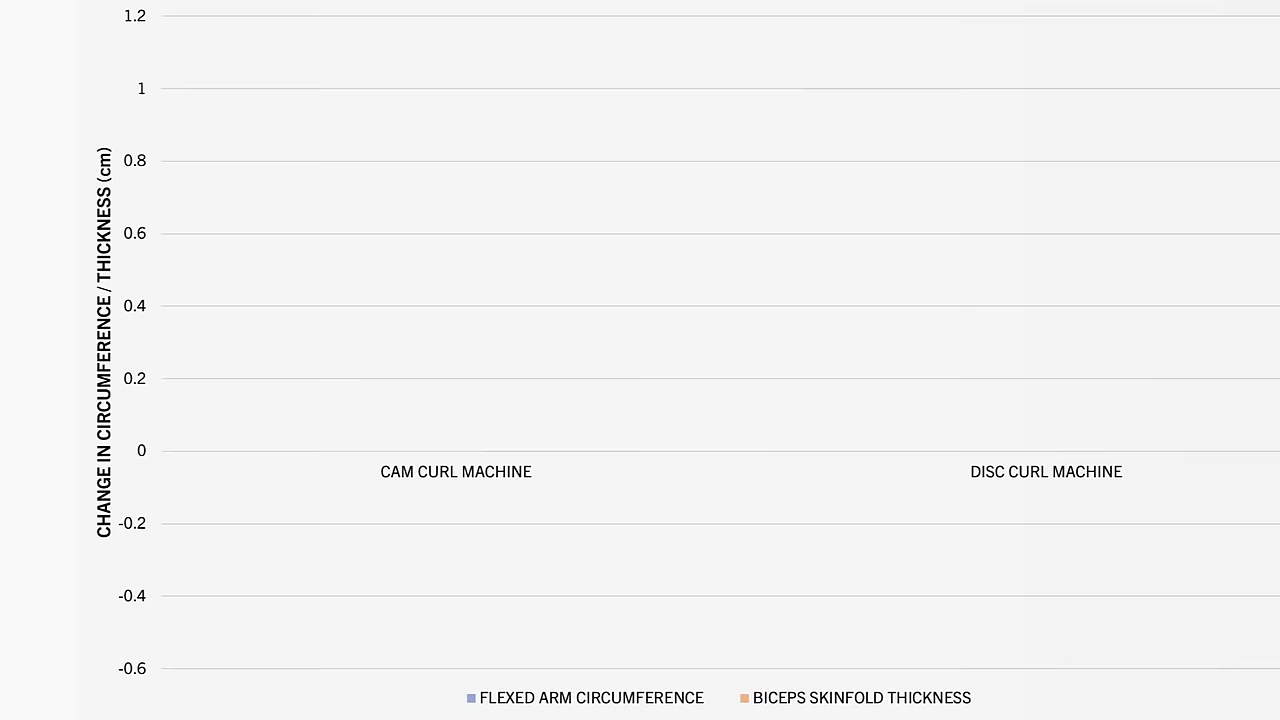 1.2
1
0.8
0.6
0.4
0.2
0
-0.2
-0.4
-0.6
CHANGE IN CIRCUMFERENCE / THICKNESS (cm)
CAM CURL MACHINE
DISC CURL MACHINE
FLEXED ARM CIRCUMFERENCE
BICEPS SKINFOLD THICKNESS